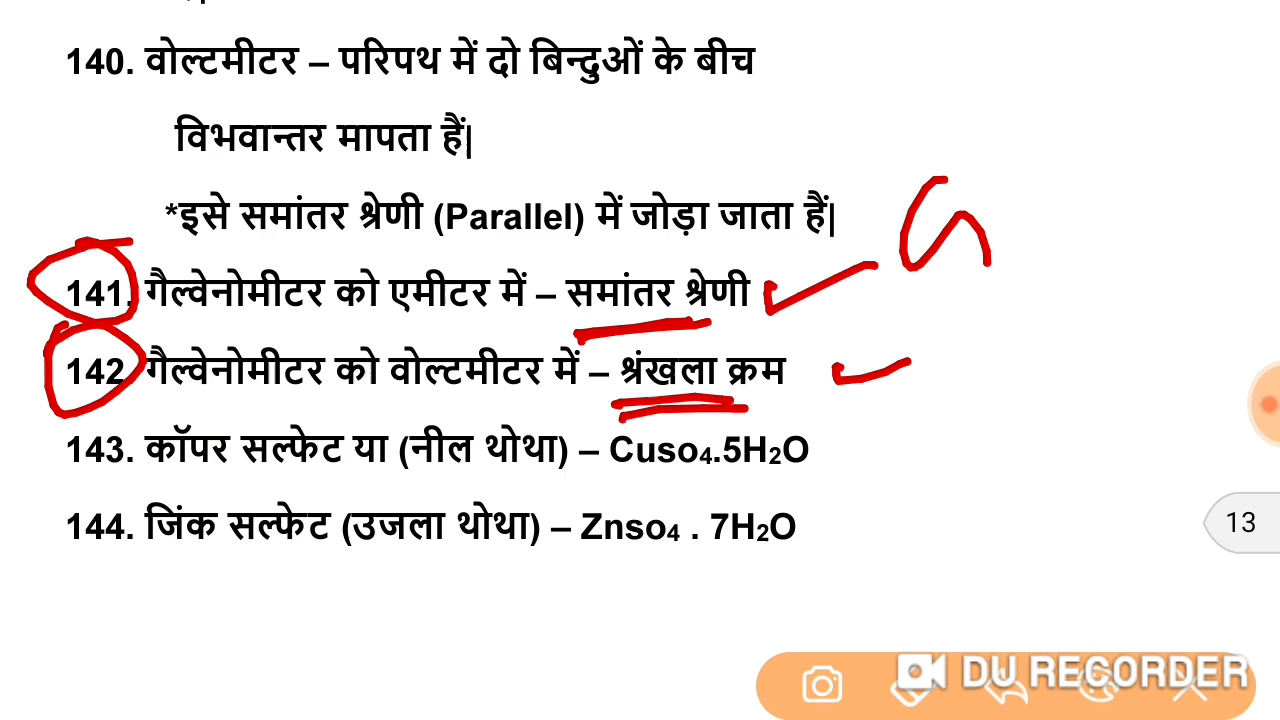 140. वोल्टमीटर – परिपथ में दो बिन्दुओं के बीच
विभवान्तर मापता हैं|
*इसे समांतर श्रेणी (Parallel) में जोड़ा जाता हैं|
141. गैल्वेनोमीटर को एमीटर में – समांतर श्रेणी
142. गैल्वेनोमीटर को वोल्टमीटर में – श्रंखला क्रम
143. कॉपर सल्फेट या (नील थोथा) – Cuso₄.5H₂O
144. जिंक सल्फेट (उजला थोथा) – Znso₄ . 7H₂O
13
DU RECORDER